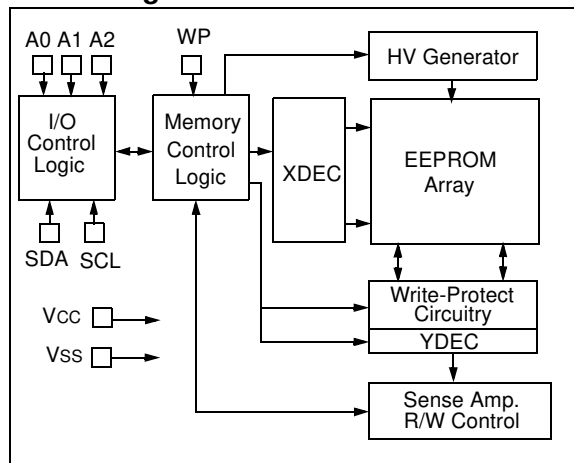 A0 A1 A2
WP
HV Generator
I/O
Control
Logic
Memory
Control
Logic
XDEC
EEPROM
Array
SDA
SCL
Write-Protect
Circuitry
YDEC
VCC
VSS
Sense Amp.
R/W Control